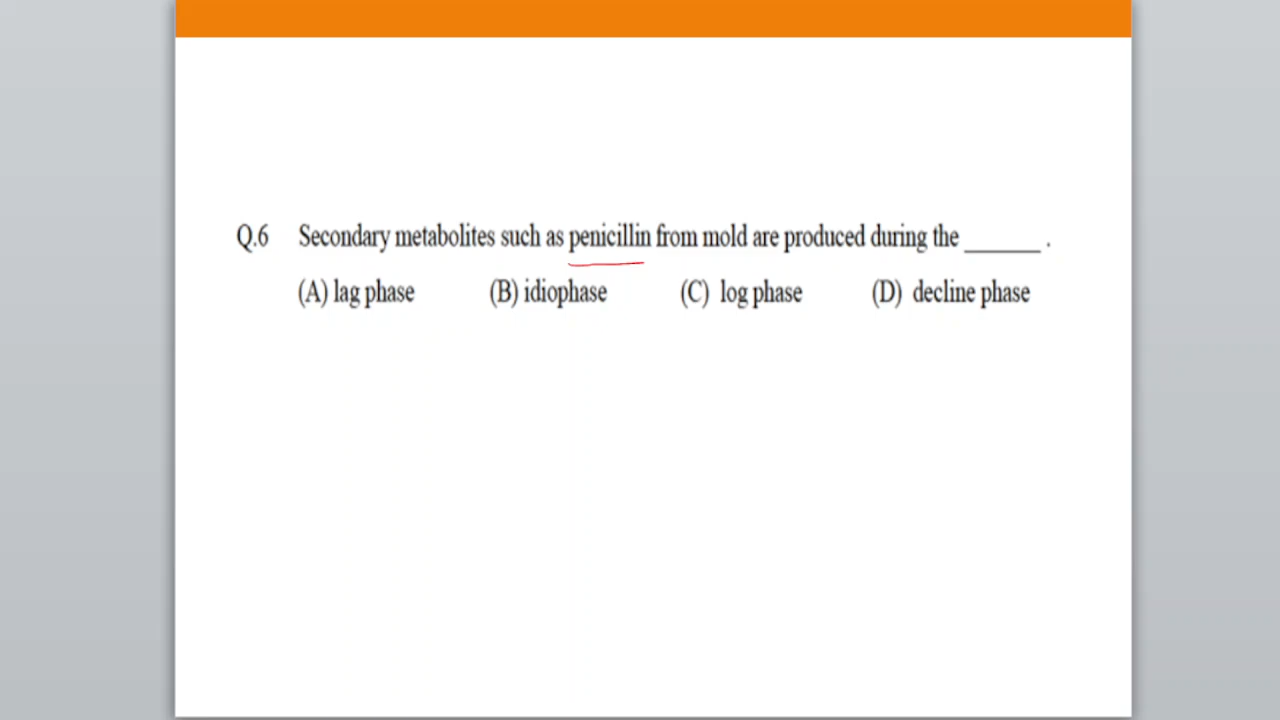 Q.6 Secondary metabolites such as penicillin from mold are produced during the ______ .
(A) lag phase (B) idiophase (C) log phase (D) decline phase